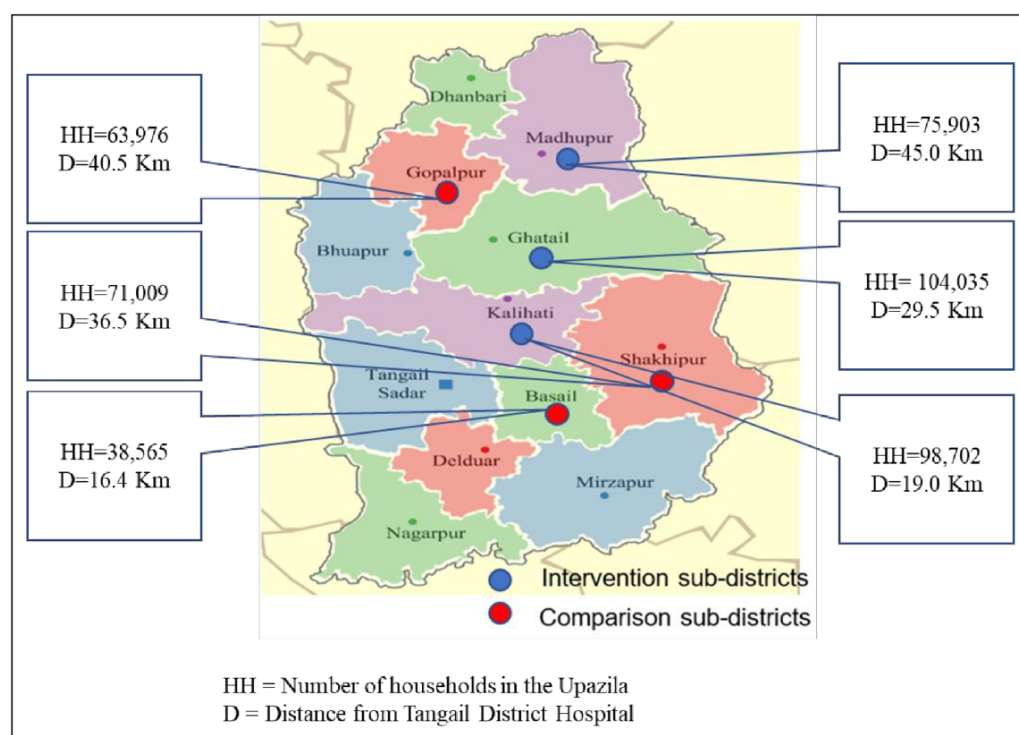 HH=63,976
D=40.5 Km
HH=71,009
D=36.5 Km
HH=38,565
D=16.4 Km
Dhanbari
Madhupur
Gopalpur
Bhuapur
Ghatail
Kalihati
Shakhipur
Tangail
Sadar
Basail
Delduar
Mirzapur
Nagarpur
HH=75,903
D=45.0 Km
HH= 104,035
D=29.5 Km
HH=98,702
D=19.0 Km
Intervention sub-districts
Comparison sub-districts
HH = Number of households in the Upazila
D = Distance from Tangail District Hospital